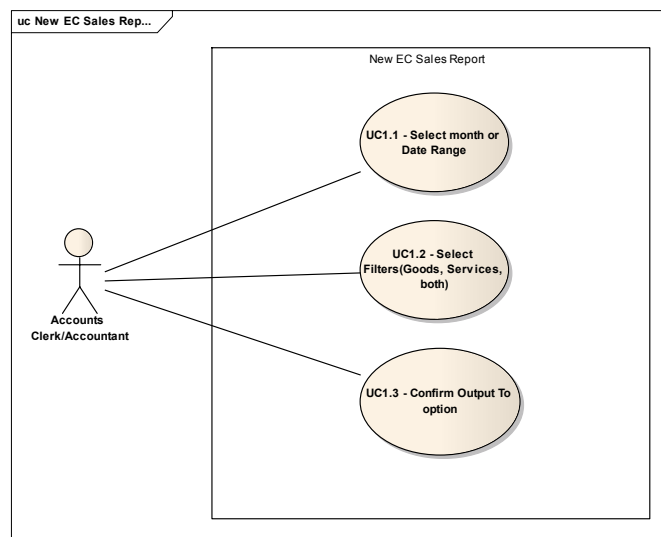 uc New EC Sales Rep...
New EC Sales Report
UC1.1 - Select month or
Date Range
UC1.2 - Select
Filters(Goods, Services,
both)
Accounts
Clerk/Accountant
UC1.3 - Confirm Output To
option